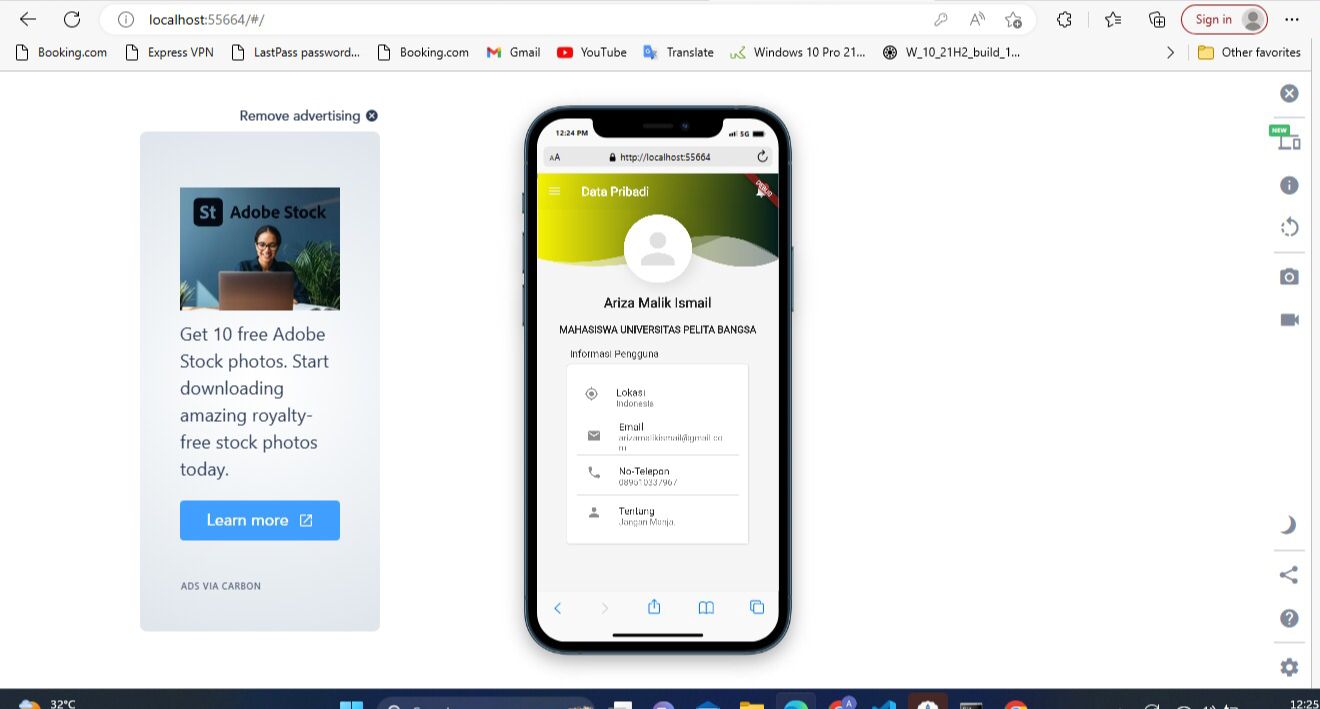 localhost:55664/#/
Sign in
Booking.com
Express VPN
LastPass password...
Booking.com
Gmail
YouTube
Translate
Windows 10 Pro 21...
W_10_21H2_build_1...
Other favorites
Remove advertising
St Adobe Stock
Get 10 free Adobe
Stock photos. Start
downloading
amazing royalty-
free stock photos
today.
Learn more
ADS VIA CARBON
12:24 PM
5G
AA
http://localhost:55664
Data Pribadi
DEBUG
Ariza Malik Ismail
MAHASISWA UNIVERSITAS PELITA BANGSA
Informasi Pengguna
Lokasi
Indonesia
Email
arizamalikismail@gmail.co
m
No-Telepon
Tentang
Jangan Manja.
NEW
32°C
12:25